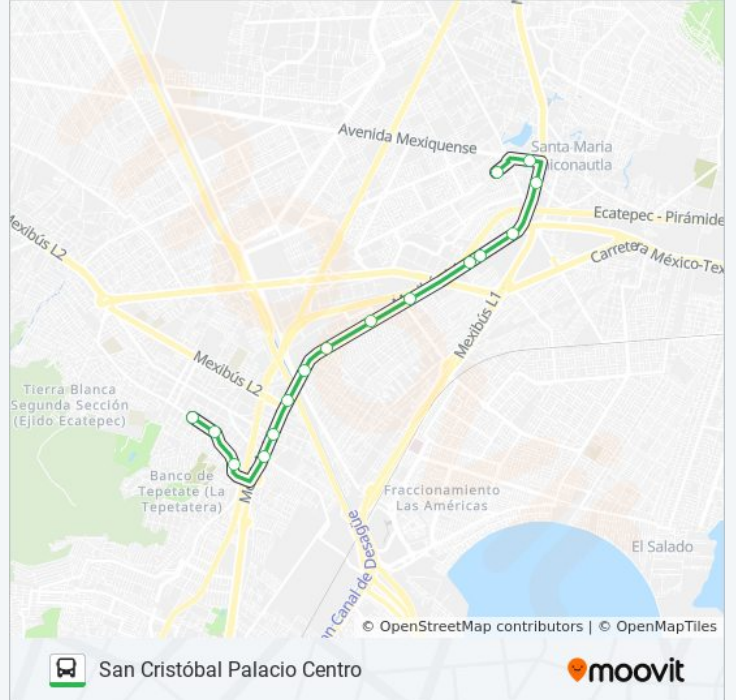 Avenida Mexiquense
Santa María
Chiconautla
Ecatepec - Pirámide
Carretera México-Tex
Mexibús L2
Mexibús L1
Mexibús L2
Tierra Blanca
Segunda Sección
(Ejido Ecatepec)
Banco de
Tepetate (La
Tepetatera)
Fraccionamiento
Las Américas
El Salado
an Canal de Desagüe
© OpenStreetMap contributors | © OpenMapTiles
San Cristóbal Palacio Centro
moovit